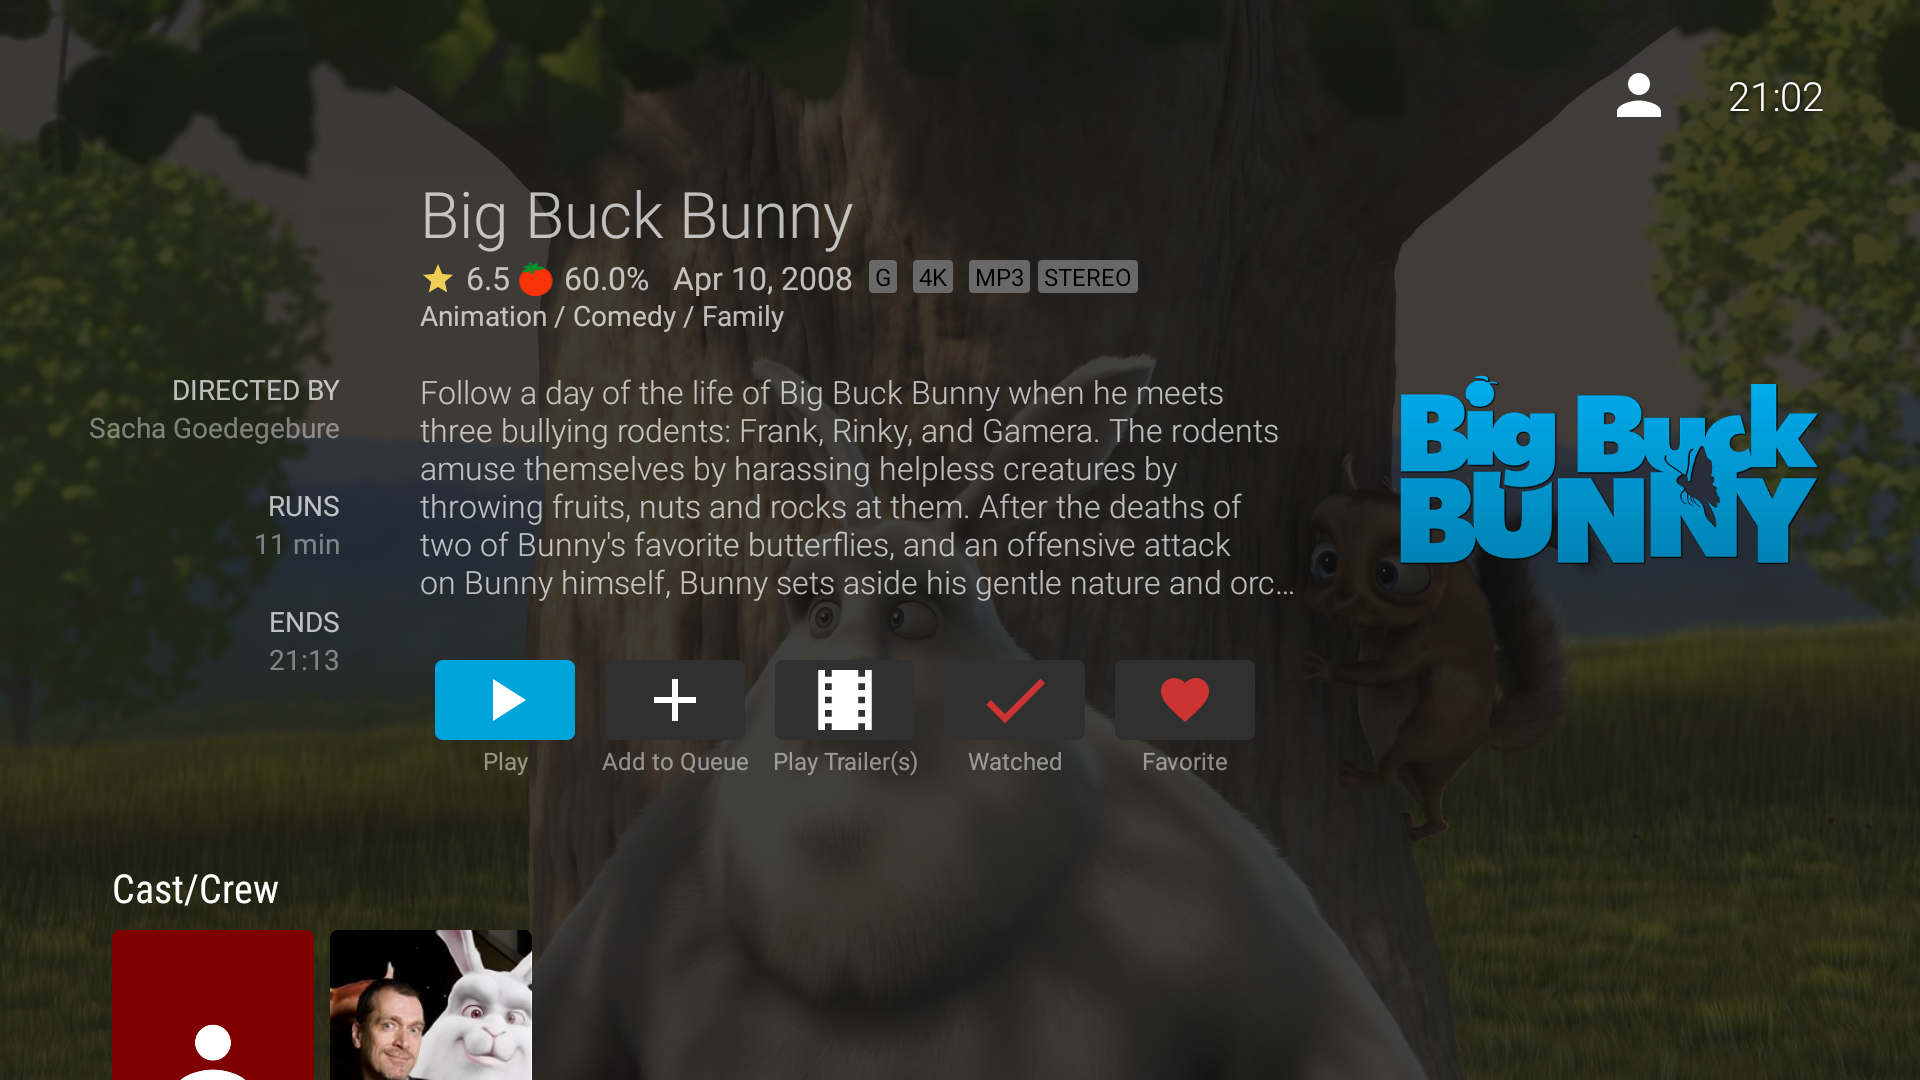 21:02
Big Buck Bunny
6.5 60.0% Apr 10, 2008 G 4K MP3 STEREO
Animation / Comedy / Family
DIRECTED BY
Sacha Goedegebure
RUNS
11 min
ENDS
21:13
Follow a day of the life of Big Buck Bunny when he meets
three bullying rodents: Frank, Rinky, and Gamera. The rodents
amuse themselves by harassing helpless creatures by
throwing fruits, nuts and rocks at them. After the deaths of
two of Bunny's favorite butterflies, and an offensive attack
on Bunny himself, Bunny sets aside his gentle nature and orc...
Big Buck
BUNNY
Play
Add to Queue
Play Trailer(s)
Watched
Favorite
Cast/Crew